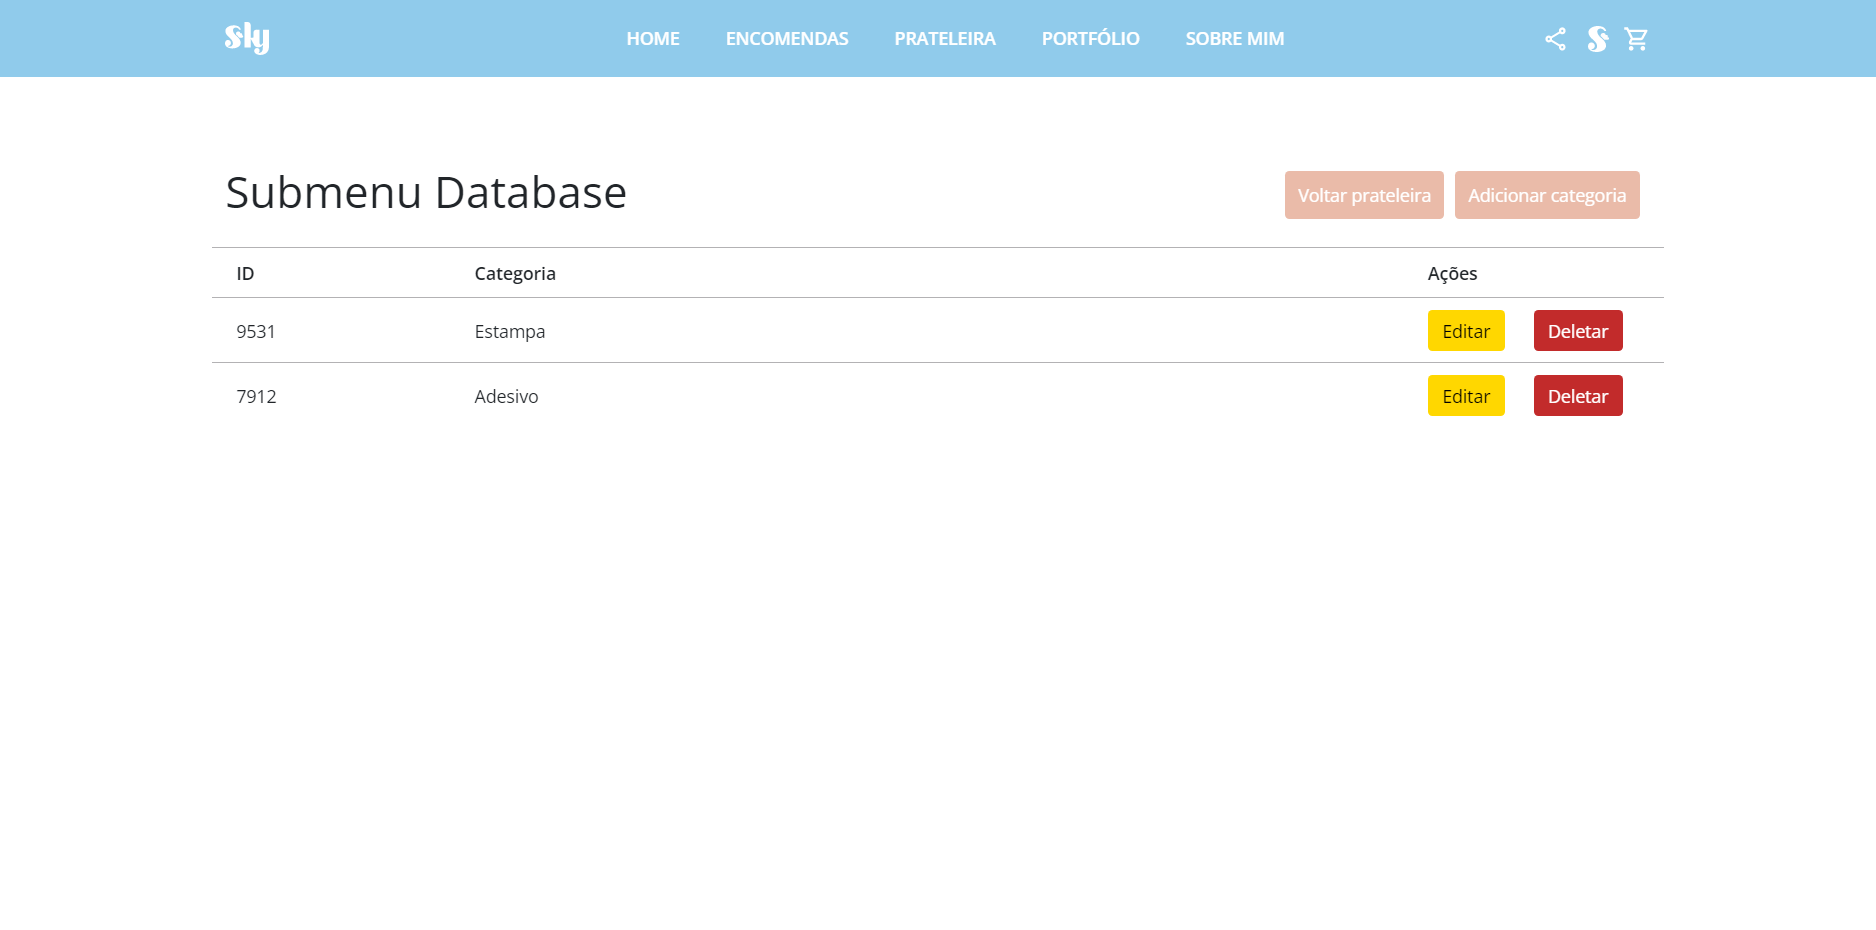 sky HOME ENCOMENDAS PRATELEIRA PORTFÓLIO SOBRE MIM S
Submenu Database Voltar prateleira Adicionar categoria
ID Categoria Ações
9531 Estampa Editar Deletar
7912 Adesivo Editar Deletar